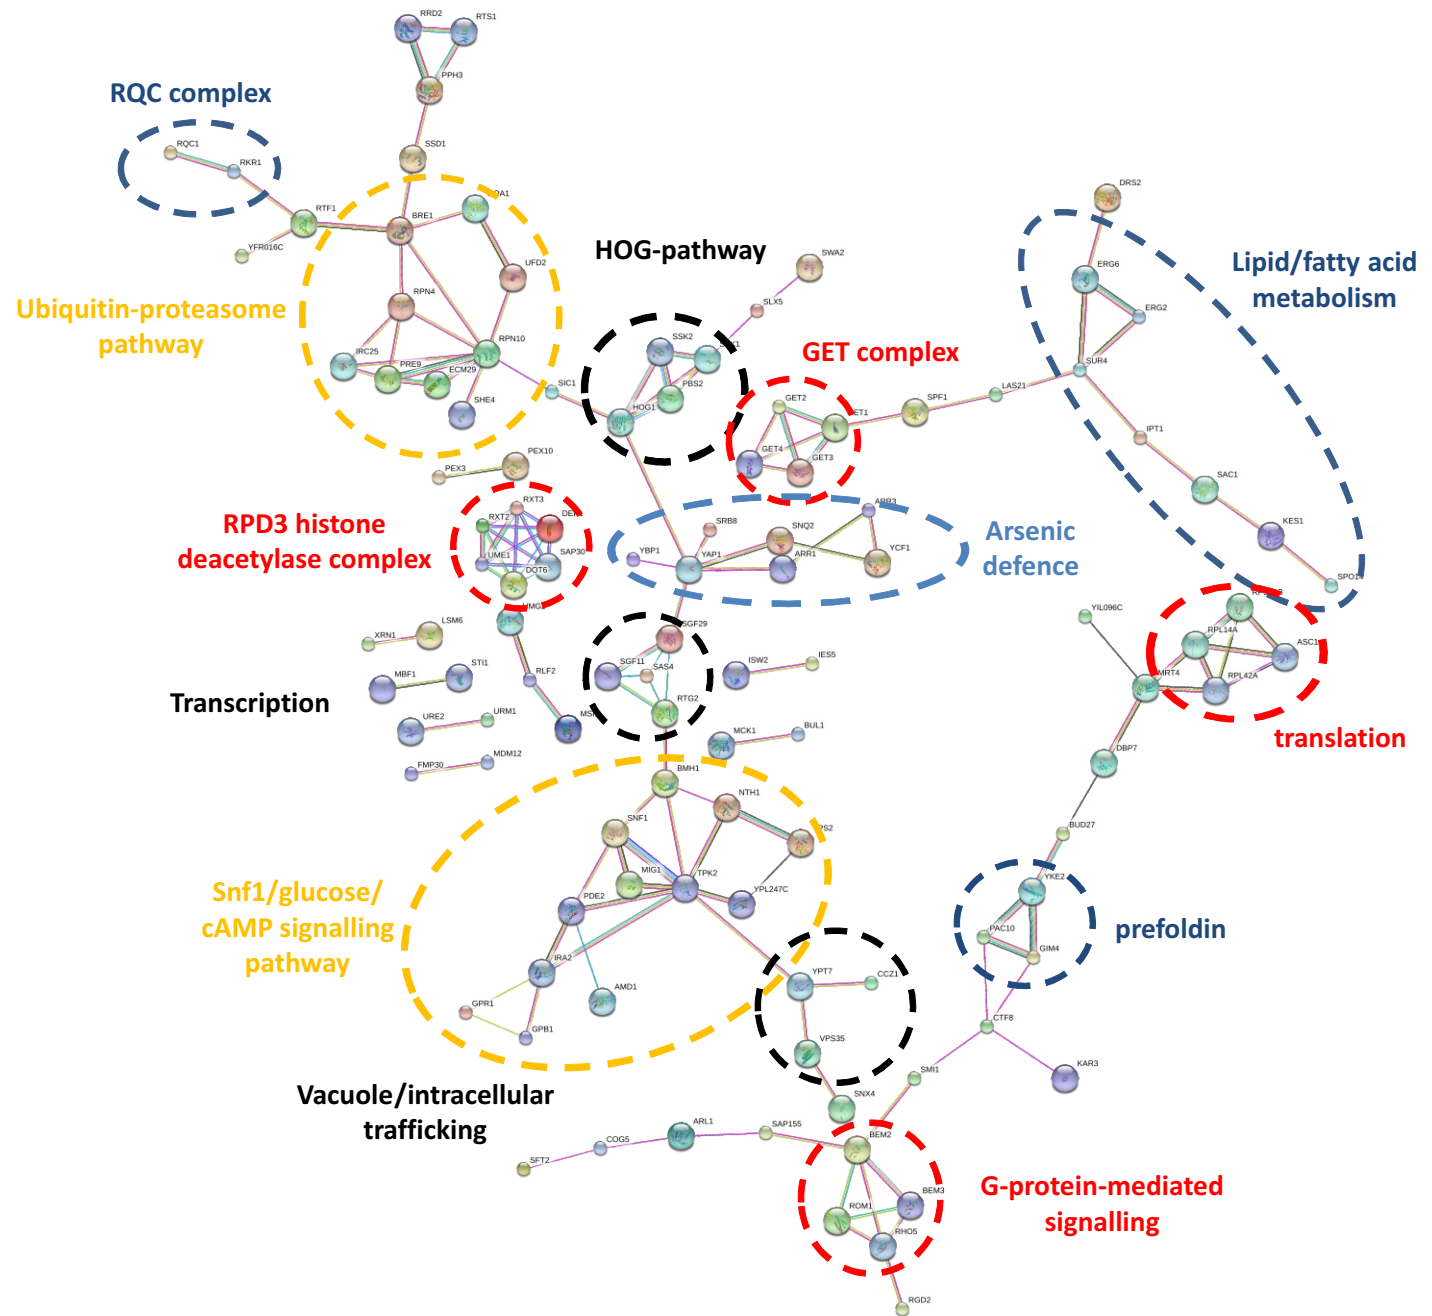 RRD2
RTS1
PPH3
RQC complex
RQC1
RKR1
SSD1
DRS2
RTF1
BRE1
YFR016C
HOG-pathway
SWA2
UFD2
ERG6
Lipid/fatty acid
metabolism
Ubiquitin-proteasome
pathway
RPN4
SLX5
ERG2
RPN10
SSK2
GET complex
IRC25
PRE9
ECM29
SUR4
SIC1
PBS2
SHE4
HOG1
GET2
SPF1
LAS21
IPT1
GET4
GET3
PEX3
PEX10
SAC1
RPD3 histone
deacetylase complex
RXT3
RXT2
UME1
SAP30
DOT6
SRB8
SNQ2
ARR3
YBP1
YAP1
ARR1
YCF1
Arsenic
defence
KES1
XRN1
LSM6
SGF29
YIL096C
RPL14A
ASC1
MBF1
STI1
RLF2
SGF11
SAS4
ISW2
IES5
MRT4
RPL42A
Transcription
RTG2
URE2
URM1
MCK1
BUL1
translation
FMP30
MDM12
BMH1
DBP7
NTH1
SNF1
BUD27
MIG1
TPK2
YPL247C
YKE2
Snf1/glucose/
cAMP signalling
pathway
PDE2
PAC10
GIM4
prefoldin
IRA2
AMD1
GPR1
GPB1
YPT7
CCZ1
CTF8
VPS35
KAR3
Vacuole/intracellular
trafficking
SNX4
SMI1
SFT2
COG5
ARL1
SAP155
BEM2
G-protein-mediated
signalling
BEM3
ROM1
RHO5
RGD2